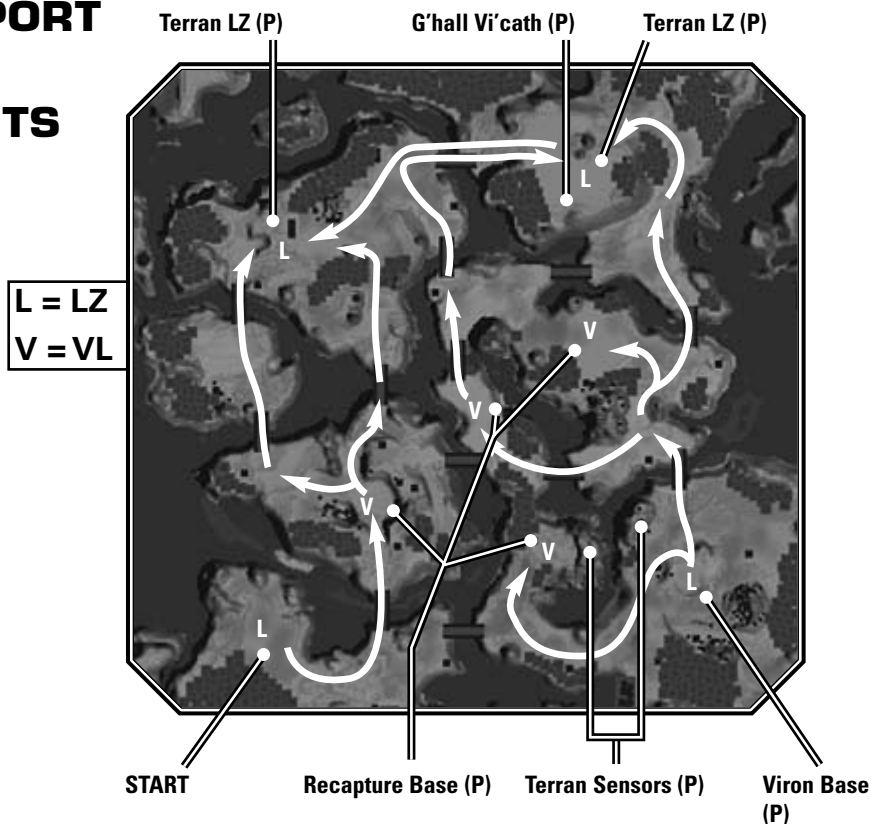 PORT
TS
Terran LZ (P)
G'hall Vi'cath (P)
Terran LZ (P)
L
L
L = LZ
V = VL
V
V
V
V
L
L
START
Recapture Base (P)
Terran Sensors (P)
Viron Base
(P)